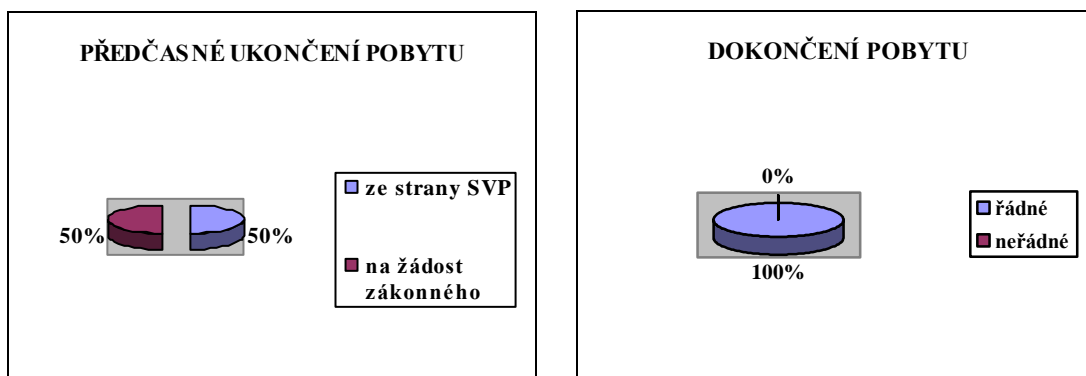 PŘEDČASNÉ UKONČENÍ POBYTU
50%
50%
ze strany SVP
na žádost
zákonného
DOKONČENÍ POBYTU
0%
100%
řádné
neřádné